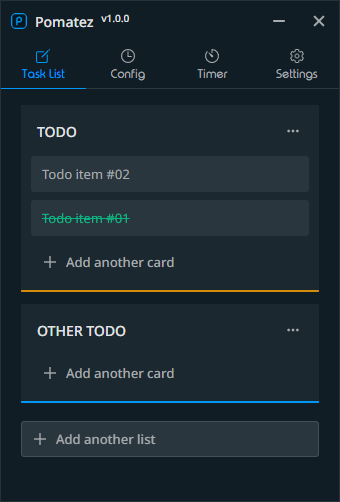 Pomatez v1.0.0
Task List Config Timer Settings
TODO
Todo item #02
Todo item #01
Add another card
OTHER TODO
Add another card
Add another list